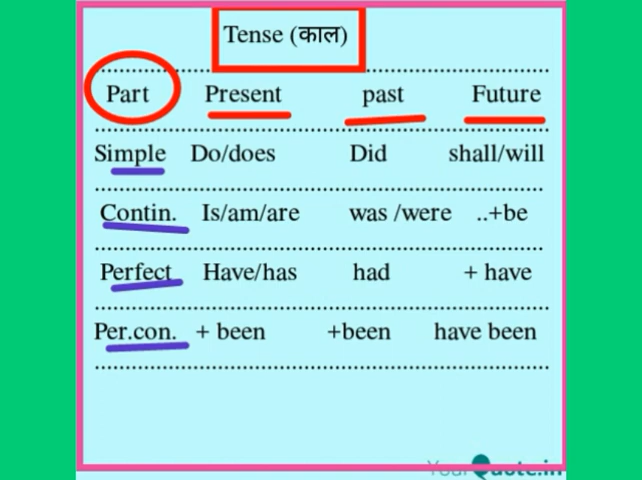 Tense (काल)
Part Present past Future
Simple Do/does Did shall/will
Contin. Is/am/are was /were ..+be
Perfect Have/has had + have
Per.con. + been +been have been
YourQuote.in